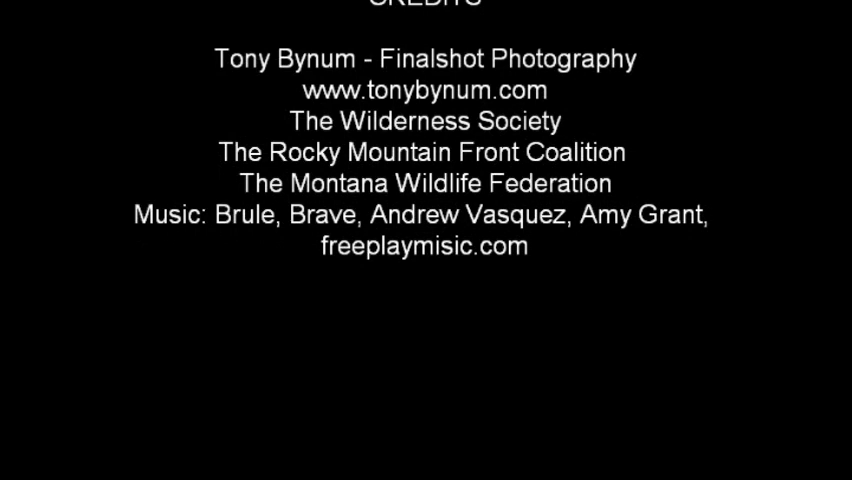 CREDITS
Tony Bynum - Finalshot Photography
www.tonybynum.com
The Wilderness Society
The Rocky Mountain Front Coalition
The Montana Wildlife Federation
Music: Brule, Brave, Andrew Vasquez, Amy Grant,
freeplaymisic.com